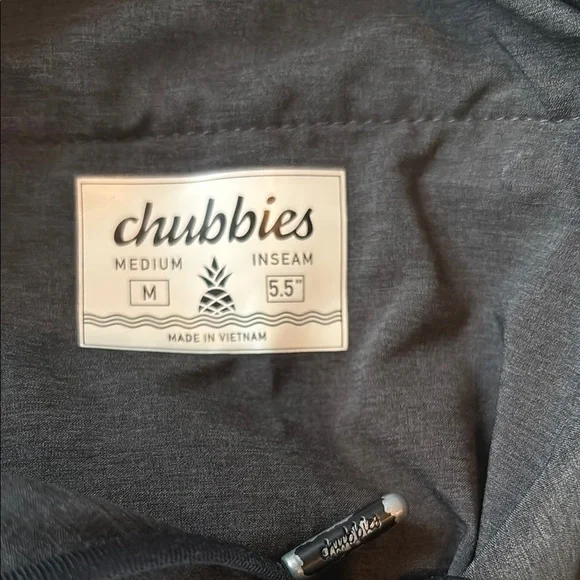 chubbies
MEDIUM INSEAM
M 5.5"
MADE IN VIETNAM
chubbies